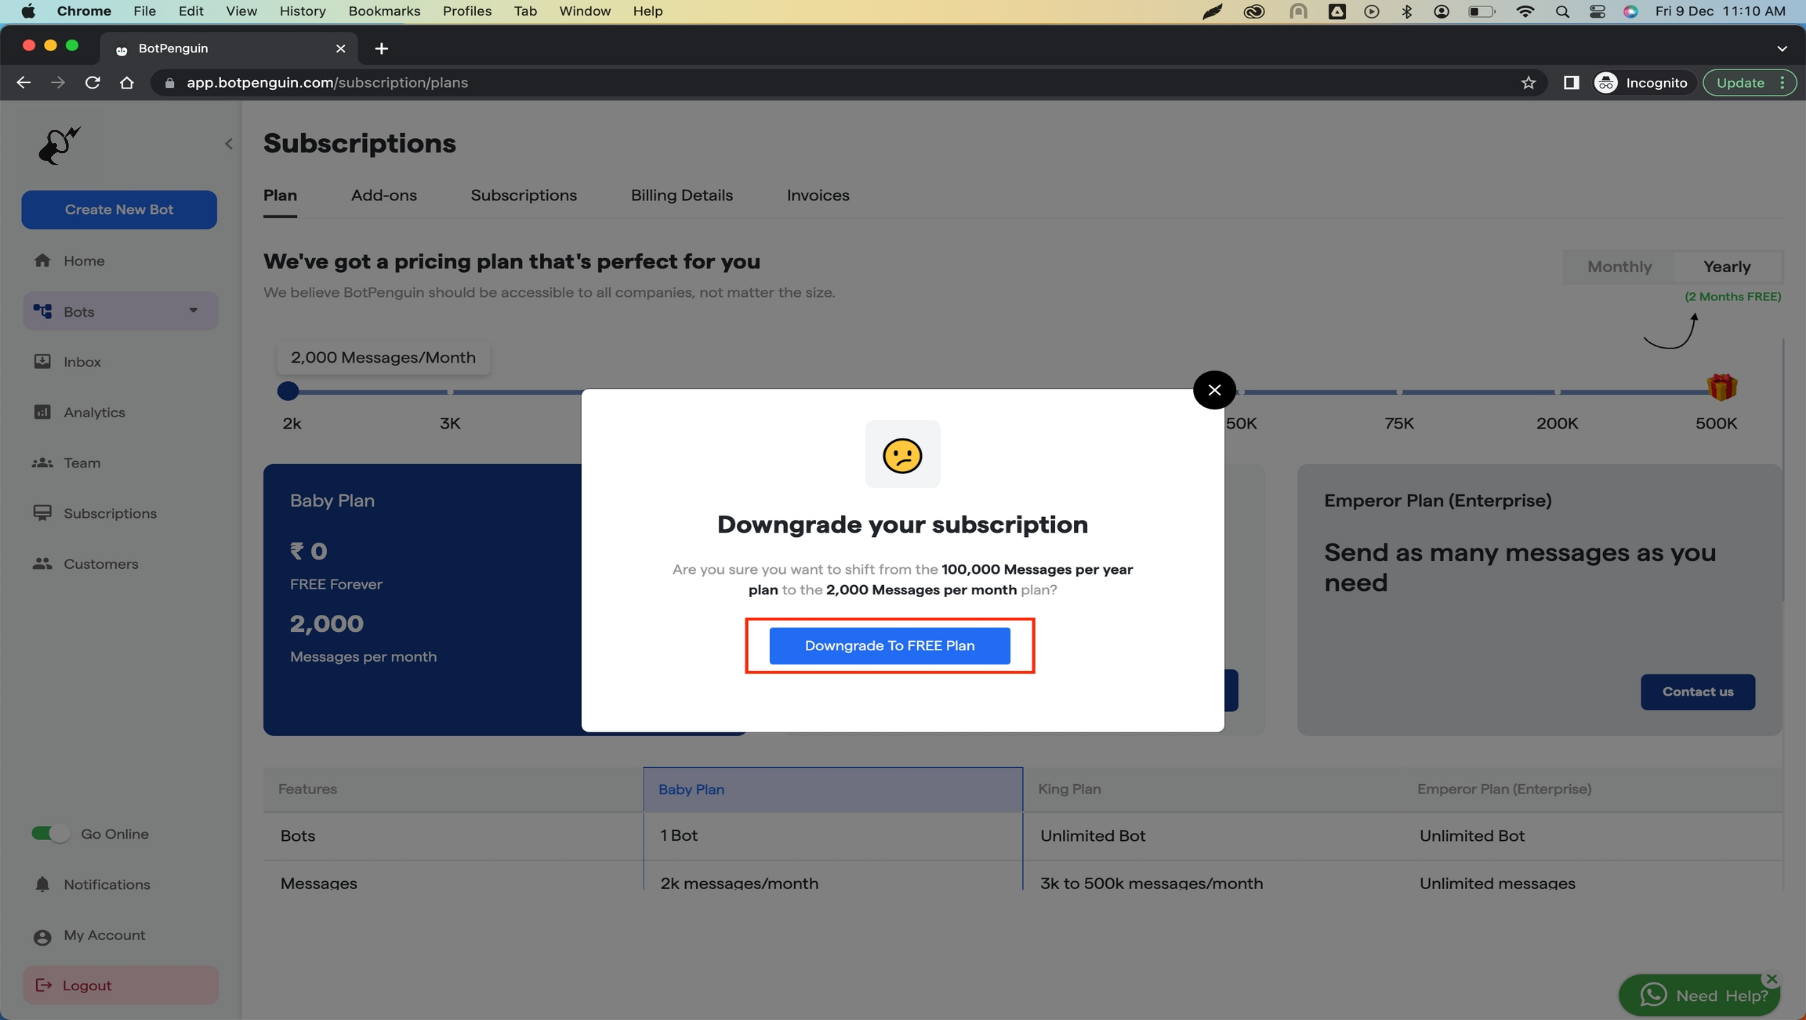 Chrome File Edit View History Bookmarks Profiles Tab Window Help Fri 9 Dec 11:10 AM
BotPenguin
app.botpenguin.com/subscription/plans Incognito Update
Subscriptions
Create New Bot
Home
Bots
Inbox
Analytics
Team
Subscriptions
Customers
Go Online
Notifications
My Account
Logout
Plan Add-ons Subscriptions Billing Details Invoices
We've got a pricing plan that's perfect for you
We believe BotPenguin should be accessible to all companies, not matter the size.
Monthly Yearly
(2 Months FREE)
2,000 Messages/Month
2k 3K 50K 75K 200K 500K
Baby Plan
₹ 0
FREE Forever
2,000
Messages per month
Downgrade your subscription
Are you sure you want to shift from the 100,000 Messages per year
plan to the 2,000 Messages per month plan?
Downgrade To FREE Plan
Emperor Plan (Enterprise)
Send as many messages as you
need
Contact us
Features Baby Plan King Plan Emperor Plan (Enterprise)
Bots 1 Bot Unlimited Bot Unlimited Bot
Messages 2k messages/month 3k to 500k messages/month Unlimited messages
Need Help?